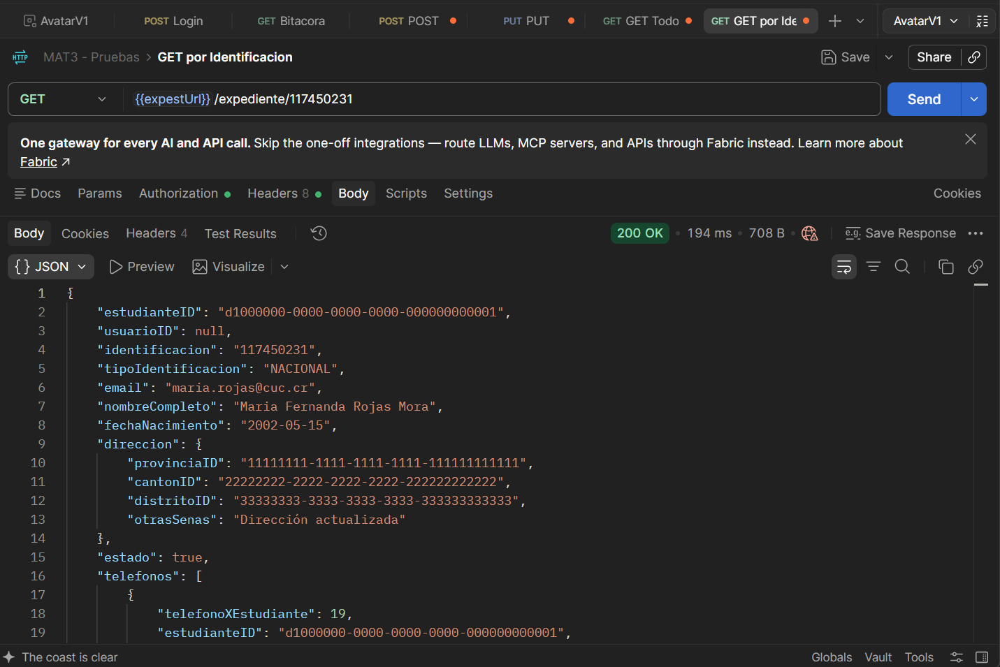 AvatarV1 POST Login GET Bitacora POST POST PUT PUT GET GET Todo GET GET por Ide AvatarV1
HTTP MAT3 - Pruebas > GET por Identificacion Save Share
GET {{expestUrl}} /expediente/117450231 Send
One gateway for every AI and API call. Skip the one-off integrations — route LLMs, MCP servers, and APIs through Fabric instead. Learn more about
Fabric ↗
Docs Params Authorization Headers 8 Body Scripts Settings Cookies
Body Cookies Headers 4 Test Results 200 OK • 194 ms • 708 B • e.g. Save Response
{} JSON Preview Visualize
1 {
2 "estudianteID": "d1000000-0000-0000-0000-000000000001",
3 "usuarioID": null,
4 "identificacion": "117450231",
5 "tipoIdentificacion": "NACIONAL",
6 "email": "maria.rojas@cuc.cr",
7 "nombreCompleto": "Maria Fernanda Rojas Mora",
8 "fechaNacimiento": "2002-05-15",
9 "direccion": {
10 "provinciaID": "11111111-1111-1111-1111-111111111111",
11 "cantonID": "22222222-2222-2222-2222-222222222222",
12 "distritoID": "33333333-3333-3333-3333-333333333333",
13 "otrasSenas": "Dirección actualizada"
14 },
15 "estado": true,
16 "telefonos": [
17 {
18 "telefonoXEstudiante": 19,
19 "estudianteID": "d1000000-0000-0000-0000-000000000001",
The coast is clear Globals Vault Tools